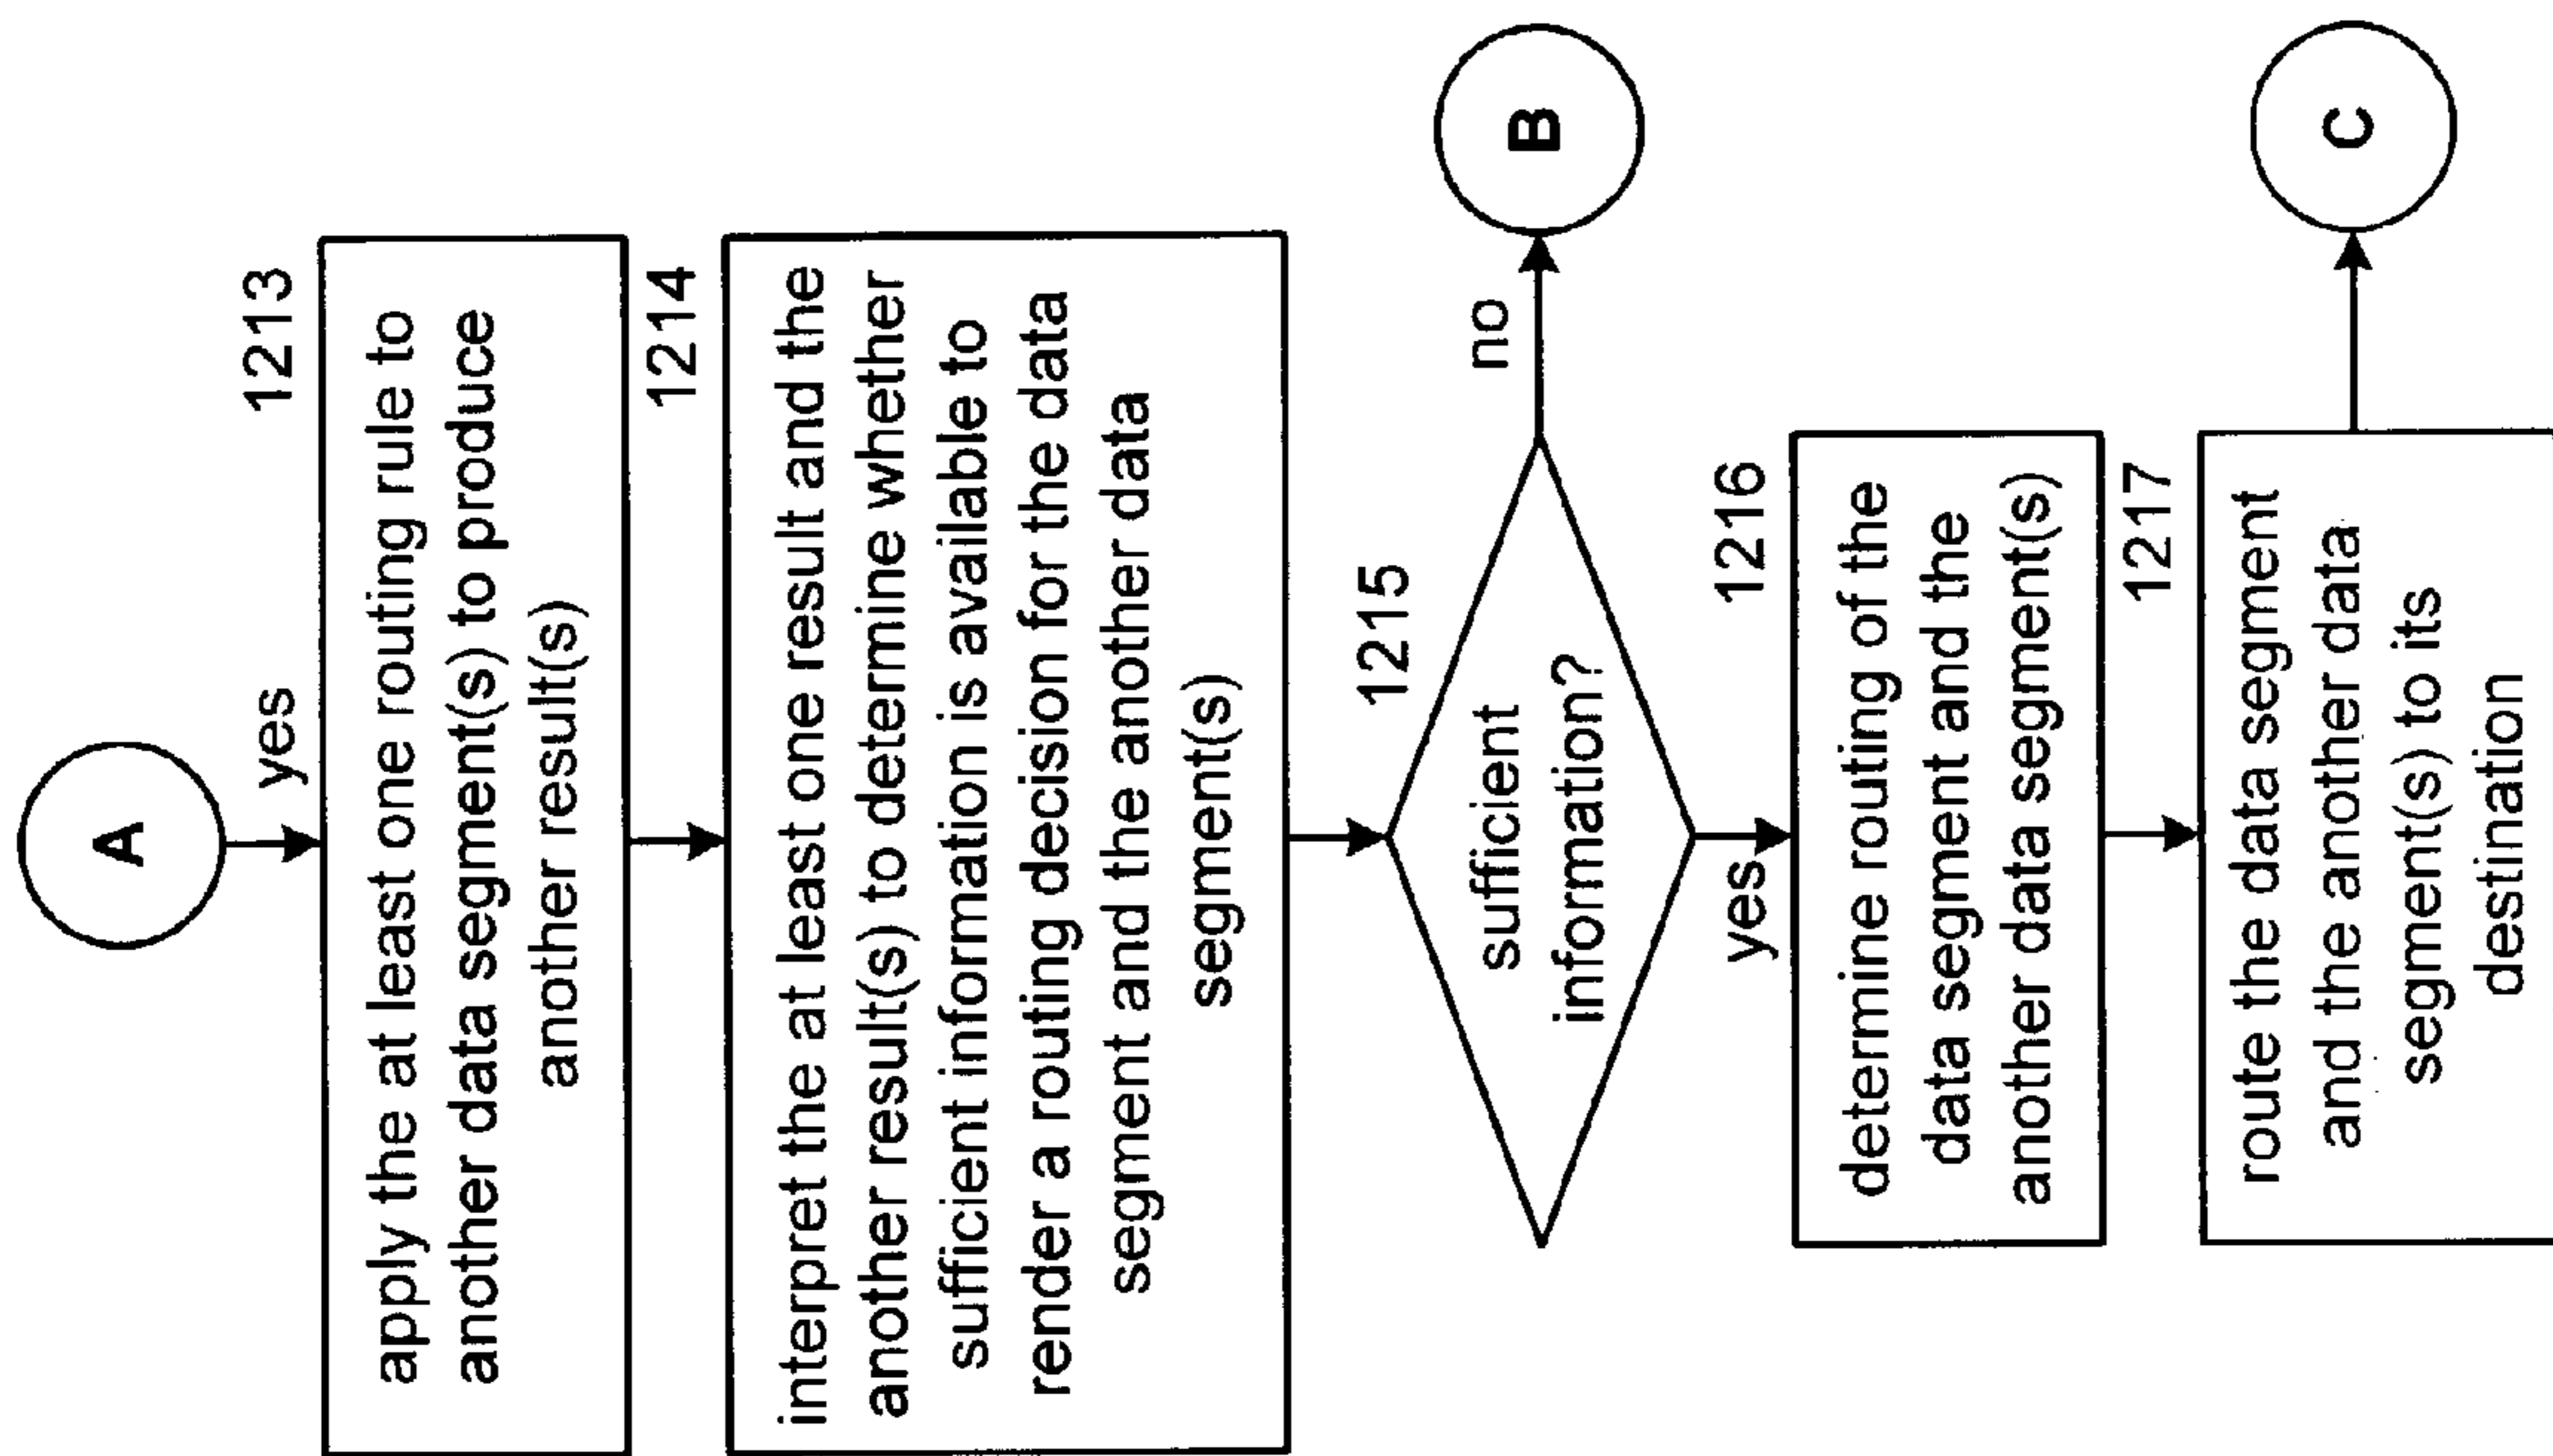 A
yes
1213
apply the at least one routing rule to
another data segment(s) to produce
another result(s)
1214
interpret the at least one result and the
another result(s) to determine whether
sufficient information is available to
render a routing decision for the data
segment and the another data
segment(s)
1215
sufficient
information?
no
B
yes
1216
determine routing of the
data segment and the
another data segment(s)
1217
route the data segment
and the another data
segment(s) to its
destination
C